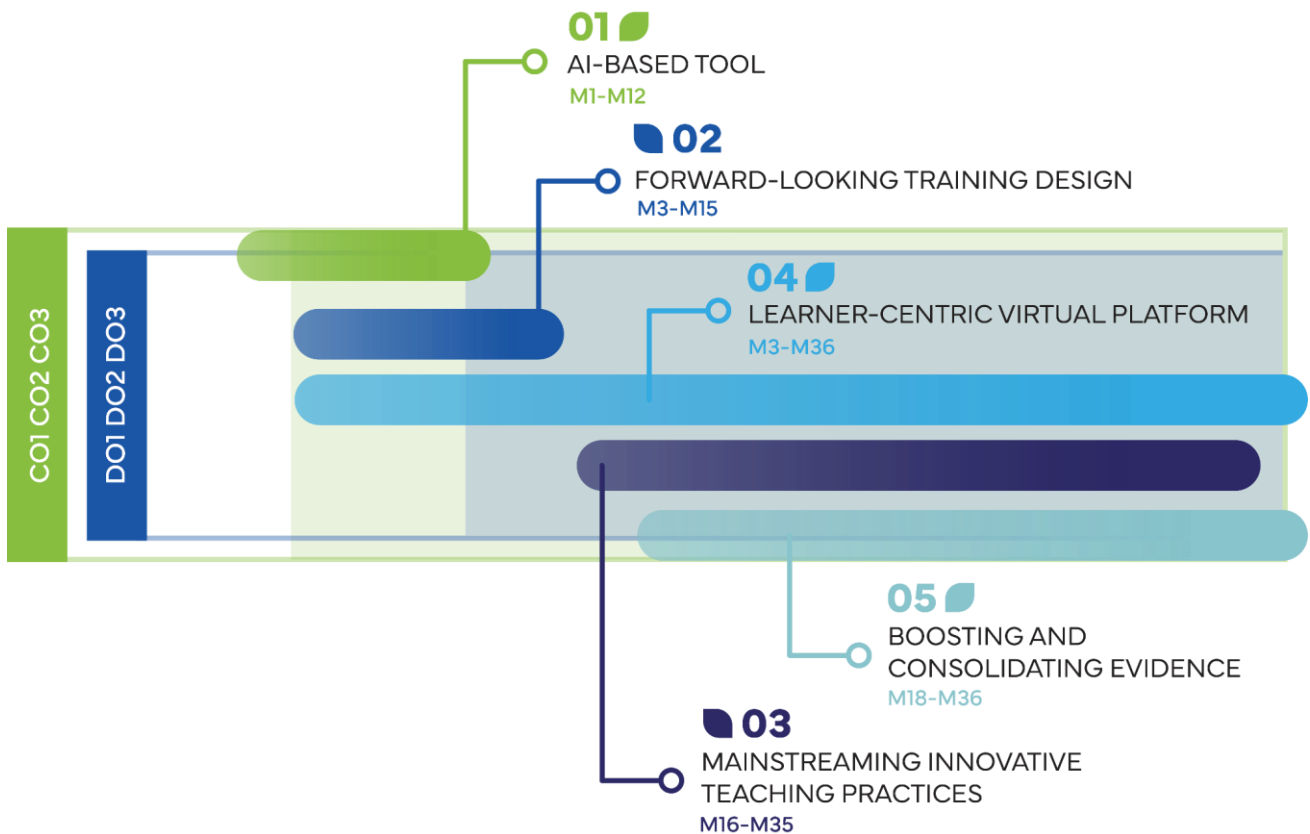 01
AI-BASED TOOL
M1-M12
02
FORWARD-LOOKING TRAINING DESIGN
M3-M15
CO1 CO2 CO3
DO1 DO2 DO3
04
LEARNER-CENTRIC VIRTUAL PLATFORM
M3-M36
05
BOOSTING AND
CONSOLIDATING EVIDENCE
M18-M36
03
MAINSTREAMING INNOVATIVE
TEACHING PRACTICES
M16-M35